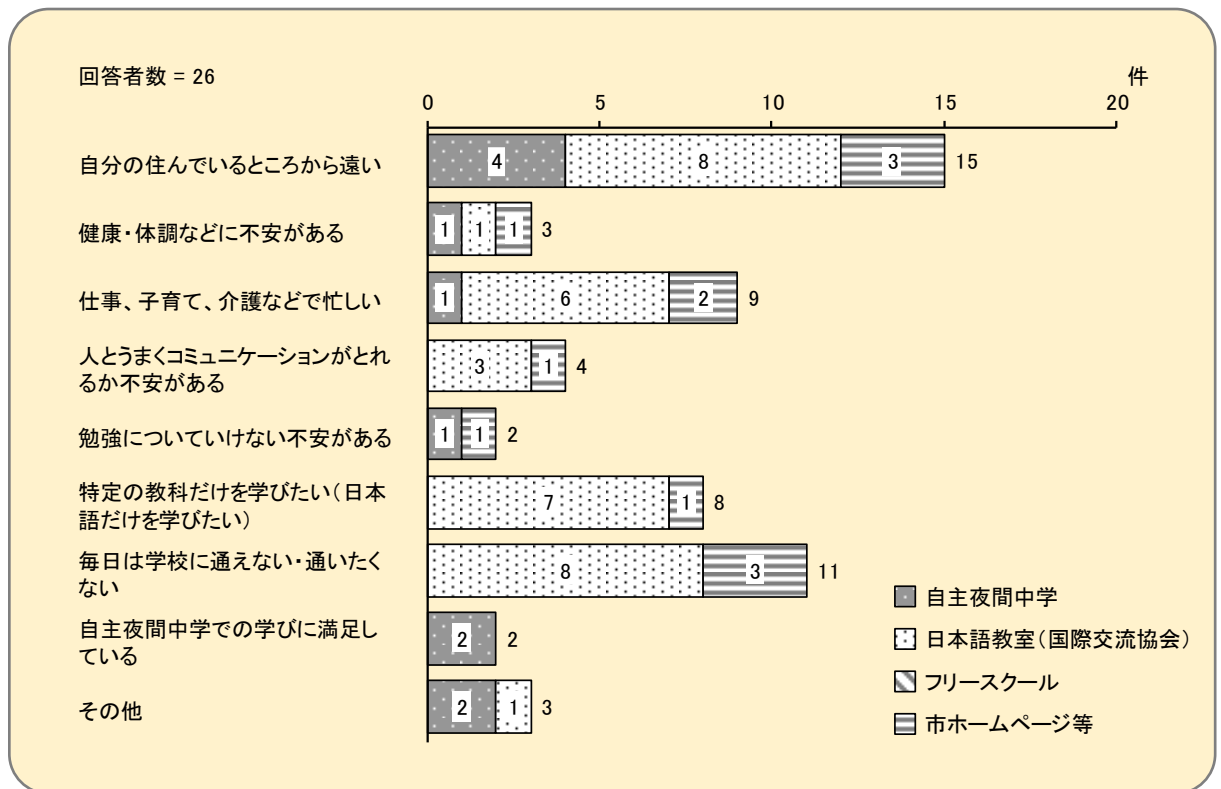 回答者数 = 26
件
0 5 10 15 20
自分の住んでいるところから遠い
4 8 3 15
健康・体調などに不安がある
1 1 1 3
仕事、子育て、介護などで忙しい
1 6 2 9
人とうまくコミュニケーションがとれ
るか不安がある
3 1 4
勉強についていけない不安がある
1 1 2
特定の教科だけを学びたい（日本
語だけを学びたい）
7 1 8
毎日は学校に通えない・通いたく
ない
8 3 11
自主夜間中学での学びに満足し
ている
2 2
その他
2 1 3
自主夜間中学
日本語教室（国際交流協会）
フリースクール
市ホームページ等